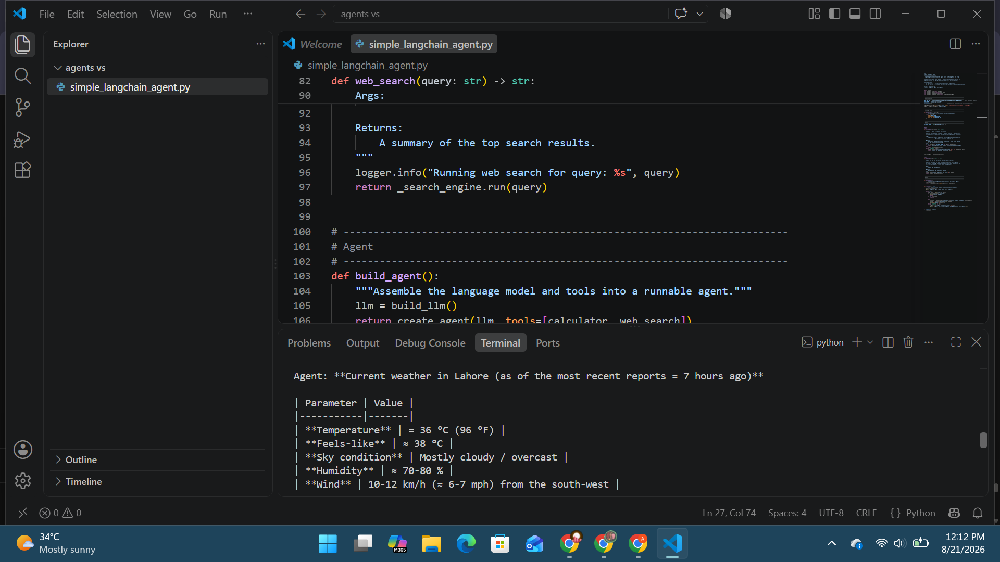 File Edit Selection View Go Run ···
agents vs
Explorer
agents vs
simple_langchain_agent.py
Outline
Timeline
Welcome
simple_langchain_agent.py
simple_langchain_agent.py
82 def web_search(query: str) -> str:
90 Args:
92
93 Returns:
94 A summary of the top search results.
95 """
96 logger.info("Running web search for query: %s", query)
97 return _search_engine.run(query)
98
99
100 # --------------------------------------------------------------------------
101 # Agent
102 # --------------------------------------------------------------------------
103 def build_agent():
104 """Assemble the language model and tools into a runnable agent."""
105 llm = build_llm()
106 return create_agent(llm, tools=[calculator, web_search])
Problems Output Debug Console Terminal Ports
python
Agent: **Current weather in Lahore (as of the most recent reports ≈ 7 hours ago)**
| Parameter | Value |
|-----------|-------|
| **Temperature** | ≈ 36 °C (96 °F) |
| **Feels-like** | ≈ 38 °C |
| **Sky condition** | Mostly cloudy / overcast |
| **Humidity** | ≈ 70-80 % |
| **Wind** | 10-12 km/h (≈ 6-7 mph) from the south-west |
0 0
Ln 27, Col 74 Spaces: 4 UTF-8 CRLF { } Python
34°C
Mostly sunny
M365
12:12 PM
8/21/2026